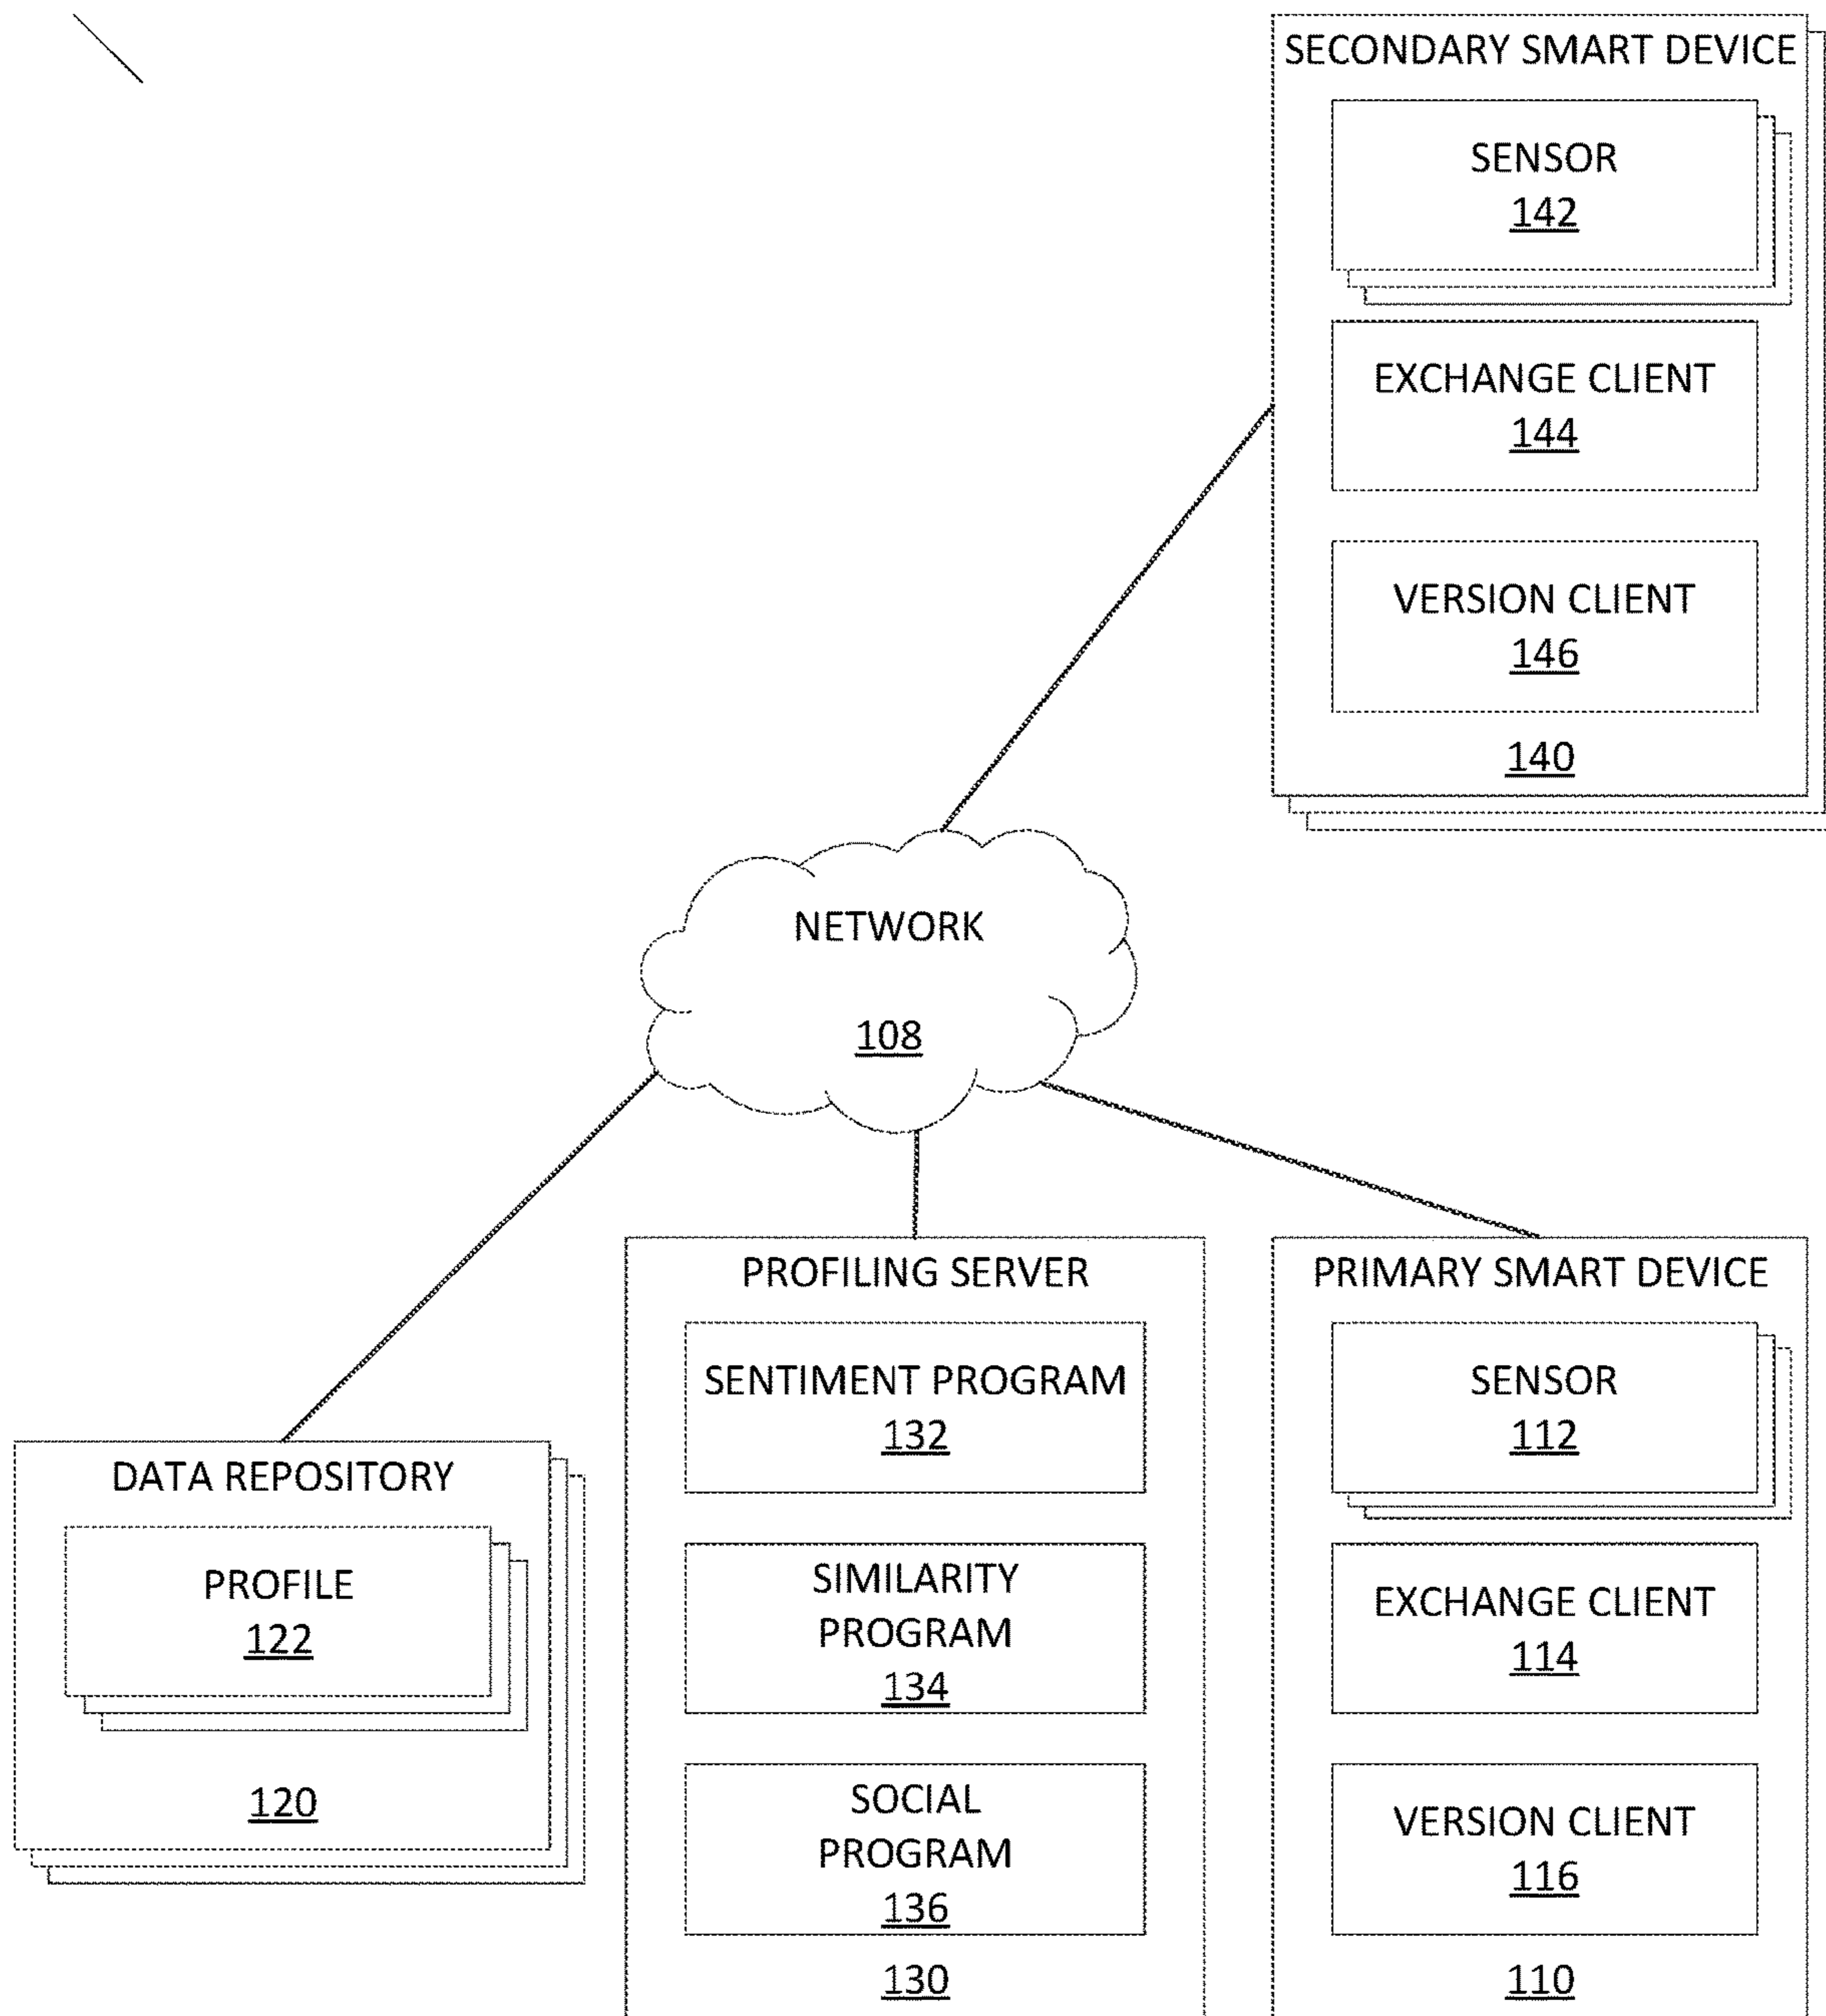 SECONDARY SMART DEVICE
SENSOR
142
EXCHANGE CLIENT
144
VERSION CLIENT
146
140
NETWORK
108
DATA REPOSITORY
PROFILE
122
120
PROFILING SERVER
SENTIMENT PROGRAM
132
SIMILARITY
PROGRAM
134
SOCIAL
PROGRAM
136
130
PRIMARY SMART DEVICE
SENSOR
112
EXCHANGE CLIENT
114
VERSION CLIENT
116
110